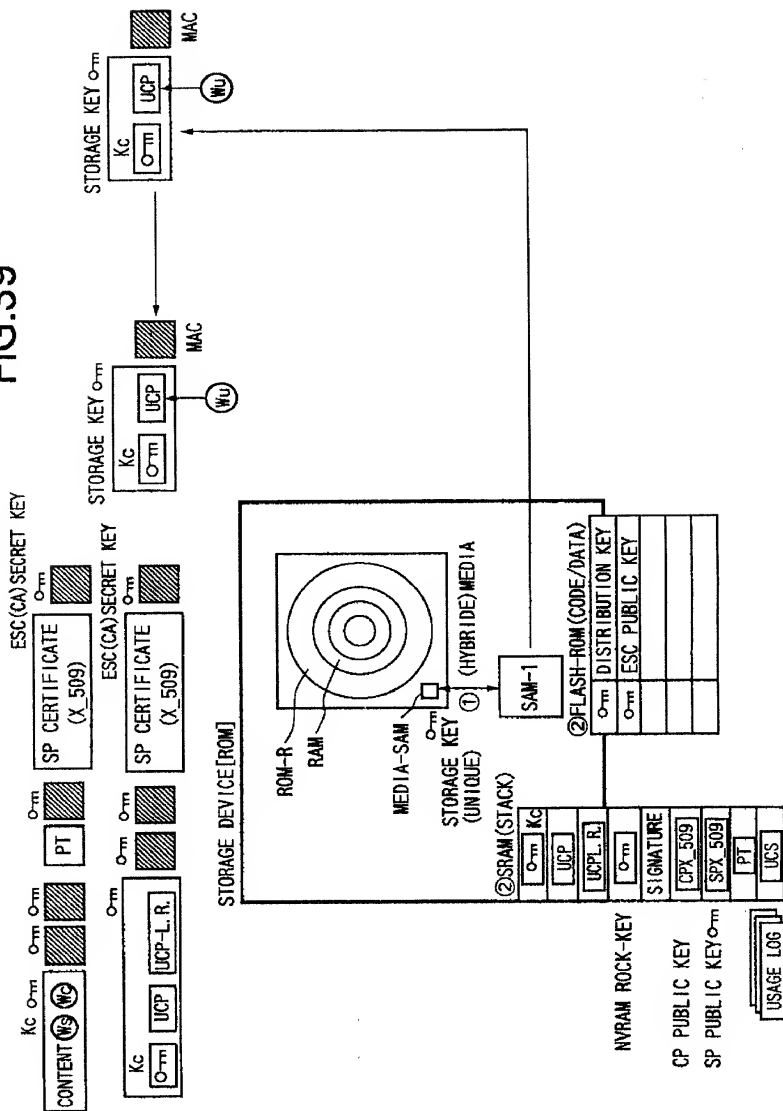 FIG.39
Kc
CONTENT Ws Wc
PT
SP CERTIFICATE
(X_509)
ESC(CA)SECRET KEY
Kc
UCP
UCP-L.R.
SP CERTIFICATE
(X_509)
ESC(CA)SECRET KEY
STORAGE KEY
Kc
UCP
Wu
MAC
STORAGE KEY
Kc
UCP
Wu
MAC
STORAGE DEVICE[ROM]
ROM-R
RAM
MEDIA-SAM
STORAGE KEY
(UNIQUE)
①
(HYBRIDE)MEDIA
SAM-1
②SRAM(STACK)
Kc
UCP
UCPL.R.
NVRAM ROCK-KEY
SIGNATURE
CP PUBLIC KEY
CPX_509
SP PUBLIC KEY
SPX_509
PT
UCS
USAGE LOG
②FLASH-ROM(CODE/DATA)
DISTRIBUTION KEY
ESC PUBLIC KEY